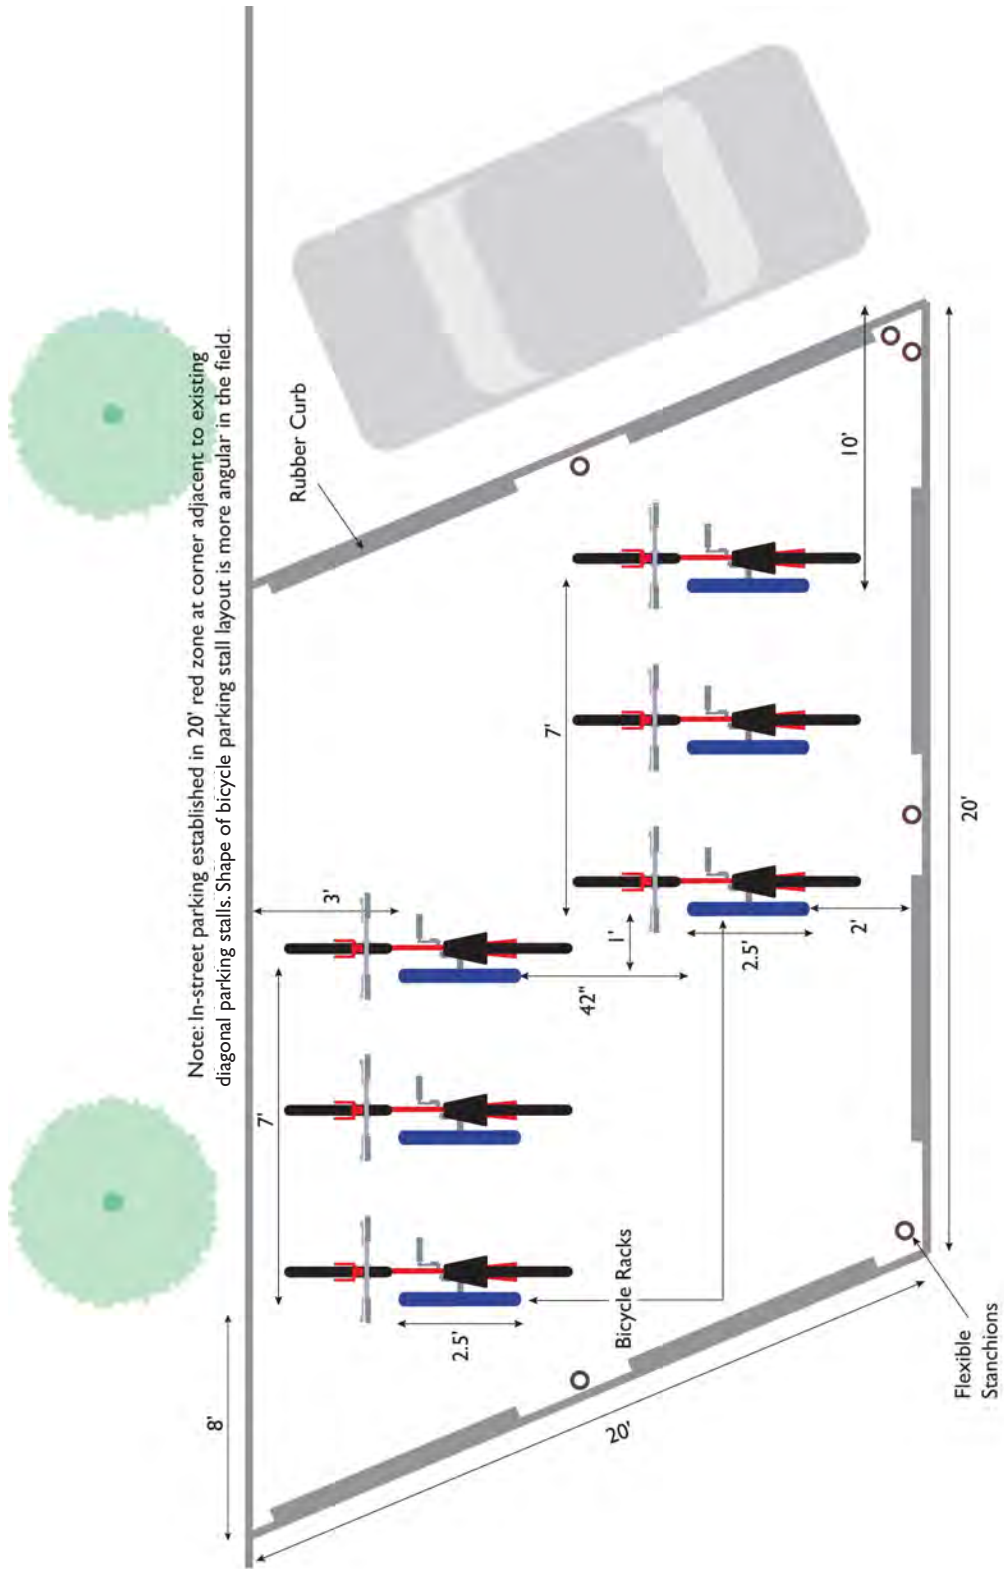 Note: In-street parking established in 20' red zone at corner adjacent to existing
diagonal parking stalls. Shape of bicycle parking stall layout is more angular in the field.
Rubber Curb
8'
7'
3'
2.5'
42"
1'
7'
2.5'
2'
10'
Bicycle Racks
20'
20'
Flexible
Stanchions